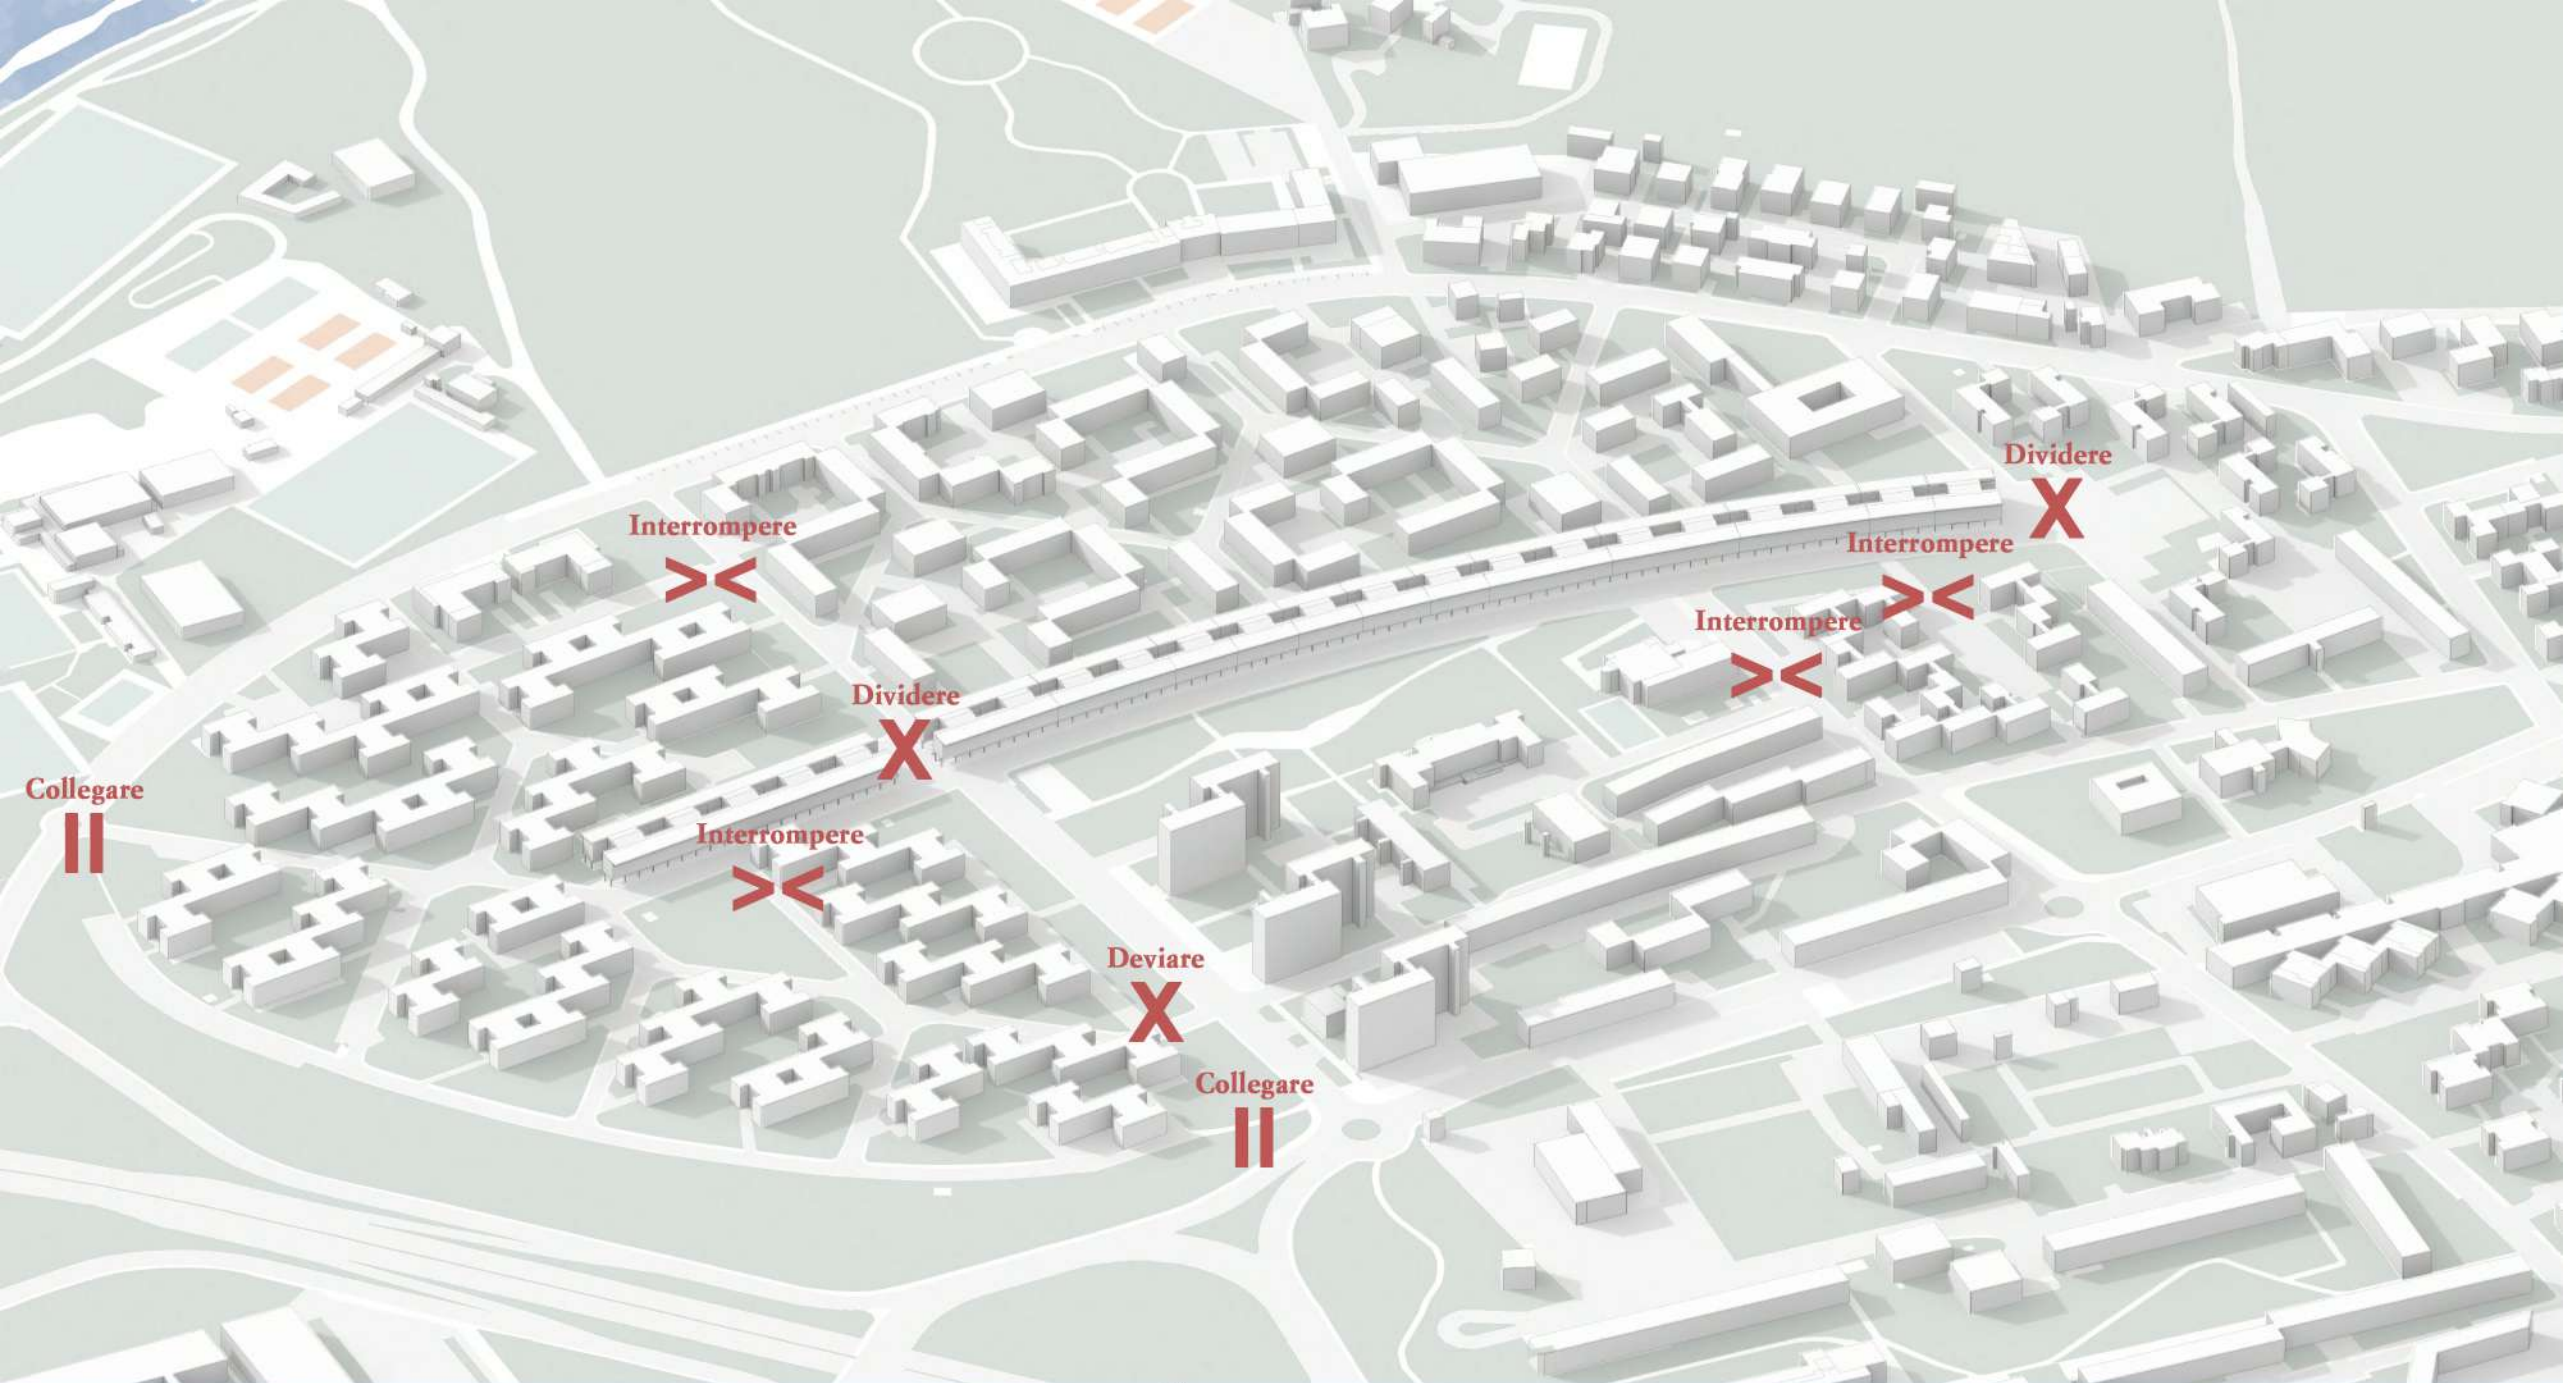 Dividere
X
Interrompere
><
Interrompere
><
Interrompere
><
Dividere
X
Collegare
||
Interrompere
><
Deviare
X
Collegare
||